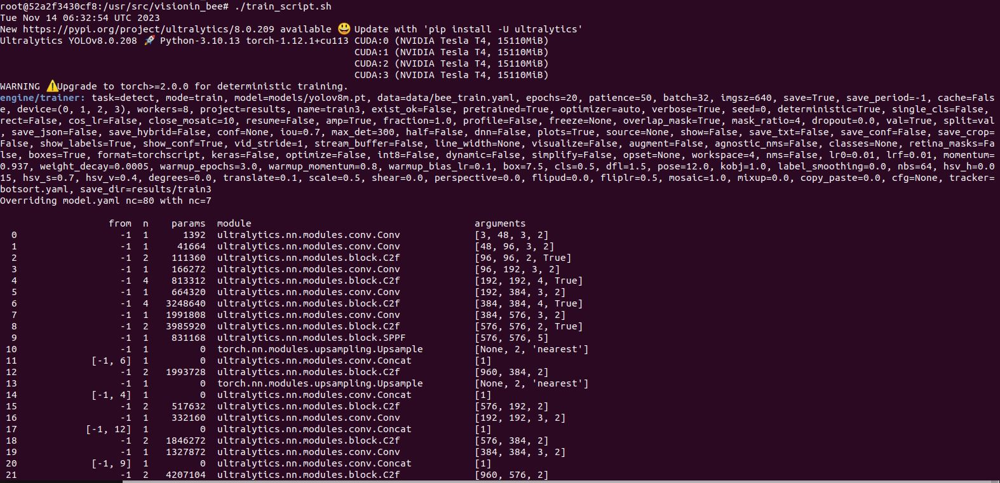 root@52a2f3430cf8:/usr/src/visionin_bee# ./train_script.sh
Tue Nov 14 06:32:54 UTC 2023
New https://pypi.org/project/ultralytics/8.0.209 available 😃 Update with 'pip install -U ultralytics'
Ultralytics YOLOv8.0.208 🚀 Python-3.10.13 torch-1.12.1+cu113 CUDA:0 (NVIDIA Tesla T4, 15110MiB)
CUDA:1 (NVIDIA Tesla T4, 15110MiB)
CUDA:2 (NVIDIA Tesla T4, 15110MiB)
CUDA:3 (NVIDIA Tesla T4, 15110MiB)
WARNING ⚠️Upgrade to torch>=2.0.0 for deterministic training.
engine/trainer: task=detect, mode=train, model=models/yolov8m.pt, data=data/bee_train.yaml, epochs=20, patience=50, batch=32, imgsz=640, save=True, save_period=-1, cache=Fals
e, device=(0, 1, 2, 3), workers=8, project=results, name=train3, exist_ok=False, pretrained=True, optimizer=auto, verbose=True, seed=0, deterministic=True, single_cls=False,
rect=False, cos_lr=False, close_mosaic=10, resume=False, amp=True, fraction=1.0, profile=False, freeze=None, overlap_mask=True, mask_ratio=4, dropout=0.0, val=True, split=val
, save_json=False, save_hybrid=False, conf=None, iou=0.7, max_det=300, half=False, dnn=False, plots=True, source=None, show=False, save_txt=False, save_conf=False, save_crop=
False, show_labels=True, show_conf=True, vid_stride=1, stream_buffer=False, line_width=None, visualize=False, augment=False, agnostic_nms=False, classes=None, retina_masks=Fa
lse, boxes=True, format=torchscript, keras=False, optimize=False, int8=False, dynamic=False, simplify=False, opset=None, workspace=4, nms=False, lr0=0.01, lrf=0.01, momentum=
0.937, weight_decay=0.0005, warmup_epochs=3.0, warmup_momentum=0.8, warmup_bias_lr=0.1, box=7.5, cls=0.5, dfl=1.5, pose=12.0, kobj=1.0, label_smoothing=0.0, nbs=64, hsv_h=0.0
15, hsv_s=0.7, hsv_v=0.4, degrees=0.0, translate=0.1, scale=0.5, shear=0.0, perspective=0.0, flipud=0.0, fliplr=0.5, mosaic=1.0, mixup=0.0, copy_paste=0.0, cfg=None, tracker=
botsort.yaml, save_dir=results/train3
Overriding model.yaml nc=80 with nc=7
from n params module arguments
0 -1 1 1392 ultralytics.nn.modules.conv.Conv [3, 48, 3, 2]
1 -1 1 41664 ultralytics.nn.modules.conv.Conv [48, 96, 3, 2]
2 -1 2 111360 ultralytics.nn.modules.block.C2f [96, 96, 2, True]
3 -1 1 166272 ultralytics.nn.modules.conv.Conv [96, 192, 3, 2]
4 -1 4 813312 ultralytics.nn.modules.block.C2f [192, 192, 4, True]
5 -1 1 664320 ultralytics.nn.modules.conv.Conv [192, 384, 3, 2]
6 -1 4 3248640 ultralytics.nn.modules.block.C2f [384, 384, 4, True]
7 -1 1 1991808 ultralytics.nn.modules.conv.Conv [384, 576, 3, 2]
8 -1 2 3985920 ultralytics.nn.modules.block.C2f [576, 576, 2, True]
9 -1 1 831168 ultralytics.nn.modules.block.SPPF [576, 576, 5]
10 -1 1 0 torch.nn.modules.upsampling.Upsample [None, 2, 'nearest']
11 [-1, 6] 1 0 ultralytics.nn.modules.conv.Concat [1]
12 -1 2 1993728 ultralytics.nn.modules.block.C2f [960, 384, 2]
13 -1 1 0 torch.nn.modules.upsampling.Upsample [None, 2, 'nearest']
14 [-1, 4] 1 0 ultralytics.nn.modules.conv.Concat [1]
15 -1 2 517632 ultralytics.nn.modules.block.C2f [576, 192, 2]
16 -1 1 332160 ultralytics.nn.modules.conv.Conv [192, 192, 3, 2]
17 [-1, 12] 1 0 ultralytics.nn.modules.conv.Concat [1]
18 -1 2 1846272 ultralytics.nn.modules.block.C2f [576, 384, 2]
19 -1 1 1327872 ultralytics.nn.modules.conv.Conv [384, 384, 3, 2]
20 [-1, 9] 1 0 ultralytics.nn.modules.conv.Concat [1]
21 -1 2 4207104 ultralytics.nn.modules.block.C2f [960, 576, 2]